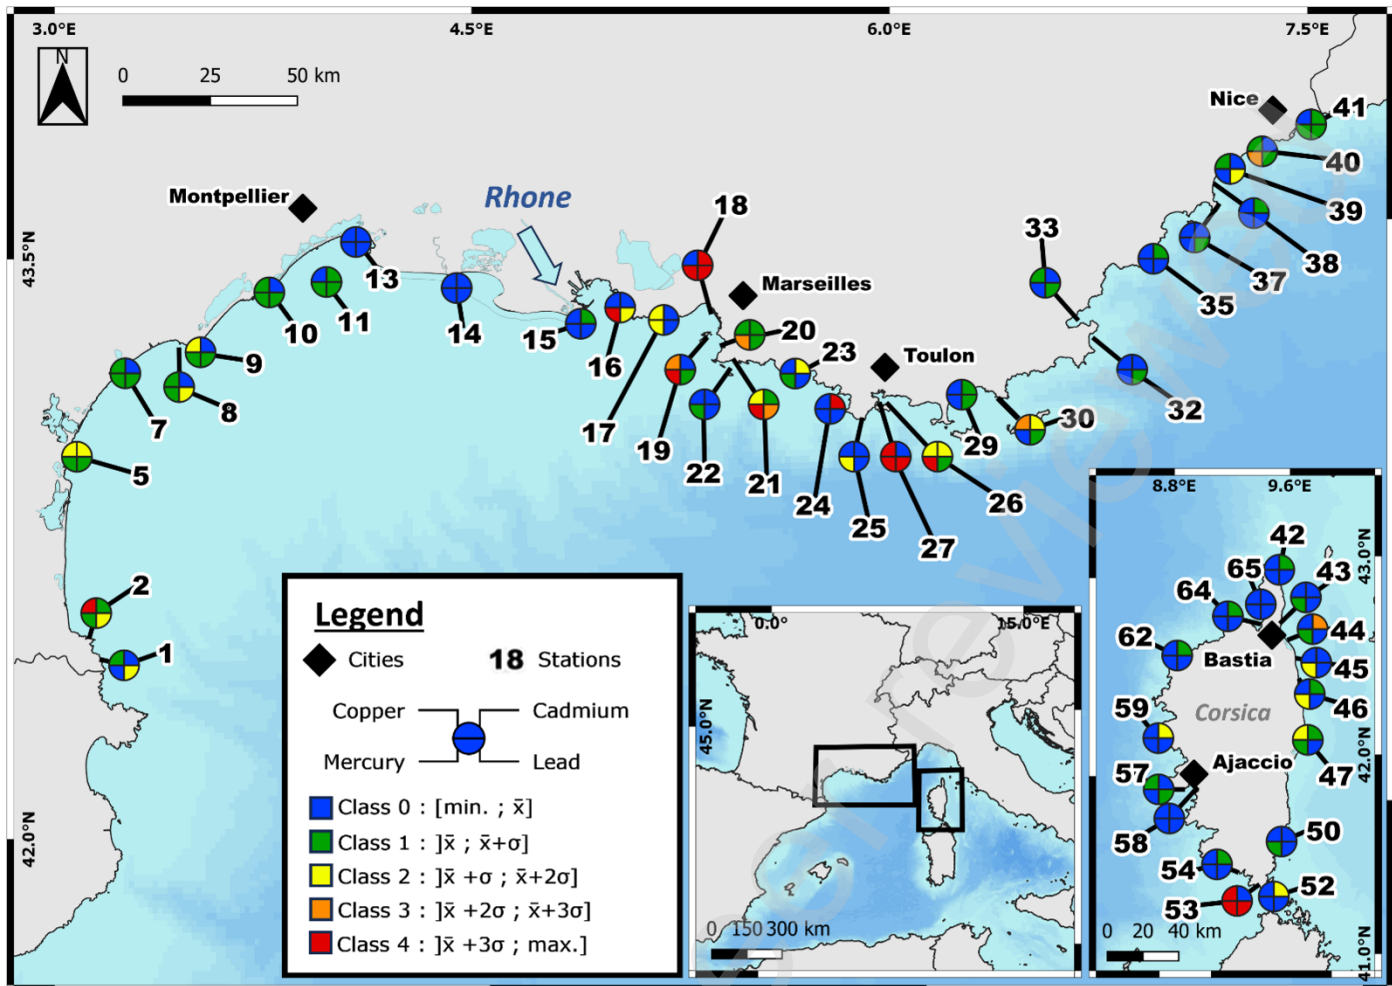 3.0°E 4.5°E 6.0°E 7.5°E
N
0 25 50 km
Nice
41
40
39
38
37
35
33
32
Montpellier
Rhone
18
43.5°N
13
Marseilles
11
10
14
15
16
20
17
23
Toulon
9
8
7
5
19
22
21
24
25
27
26
29
30
2
1
42.0°N
Legend
Cities
18 Stations
Copper Cadmium
Mercury Lead
Class 0 : [min. ; x̄]
Class 1 : ]x̄ ; x̄+σ]
Class 2 : ]x̄ +σ ; x̄+2σ]
Class 3 : ]x̄ +2σ ; x̄+3σ]
Class 4 : ]x̄ +3σ ; max.]
0.0° 15.0°E
45.0°N
0 150 300 km
8.8°E 9.6°E
43.0°N
42
65
43
64
44
62
Bastia
45
46
59
Corsica
47
42.0°N
57
Ajaccio
58
50
54
52
53
0 20 40 km
41.0°N